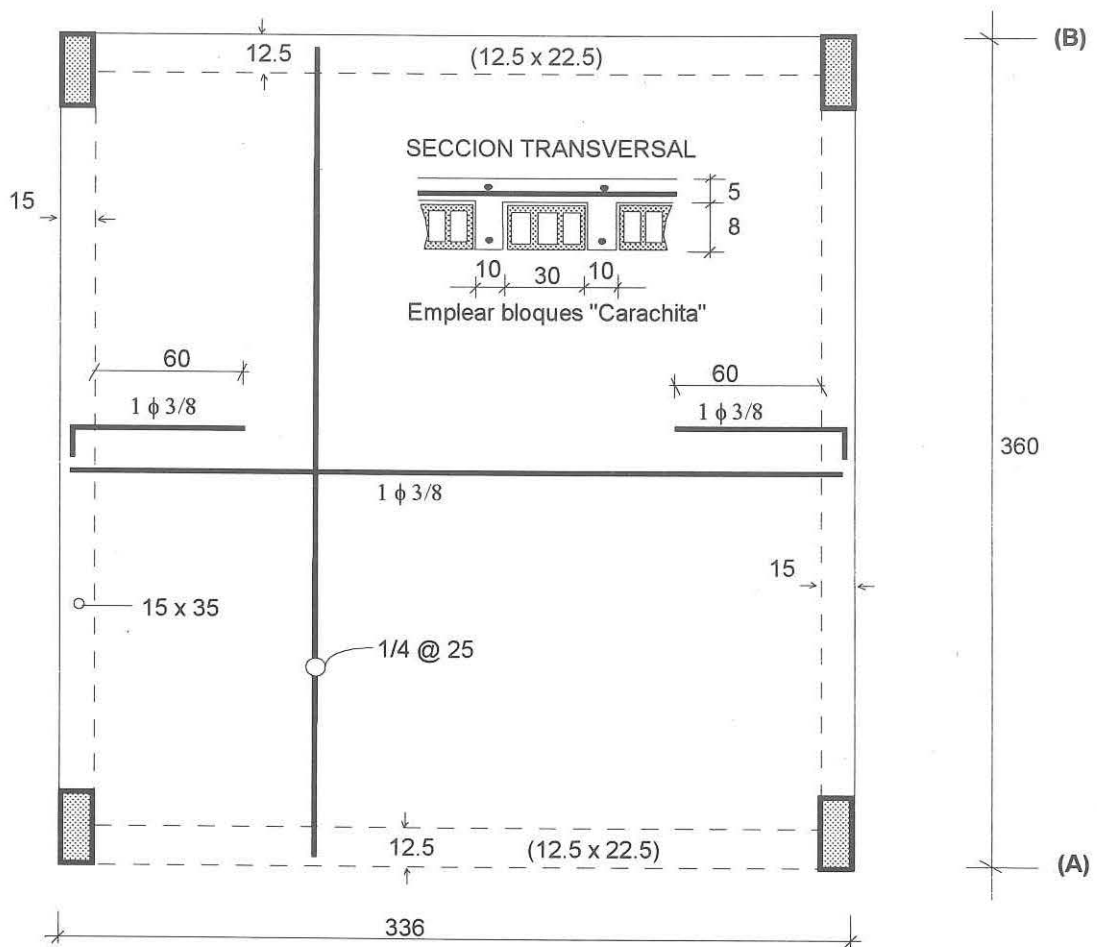 12.5
(12.5 x 22.5)
(B)
SECCION TRANSVERSAL
15
5
8
10
30
10
Emplear bloques "Carachita"
60
60
1 ϕ 3/8
1 ϕ 3/8
360
1 ϕ 3/8
15
15 x 35
1/4 @ 25
12.5
(12.5 x 22.5)
(A)
336